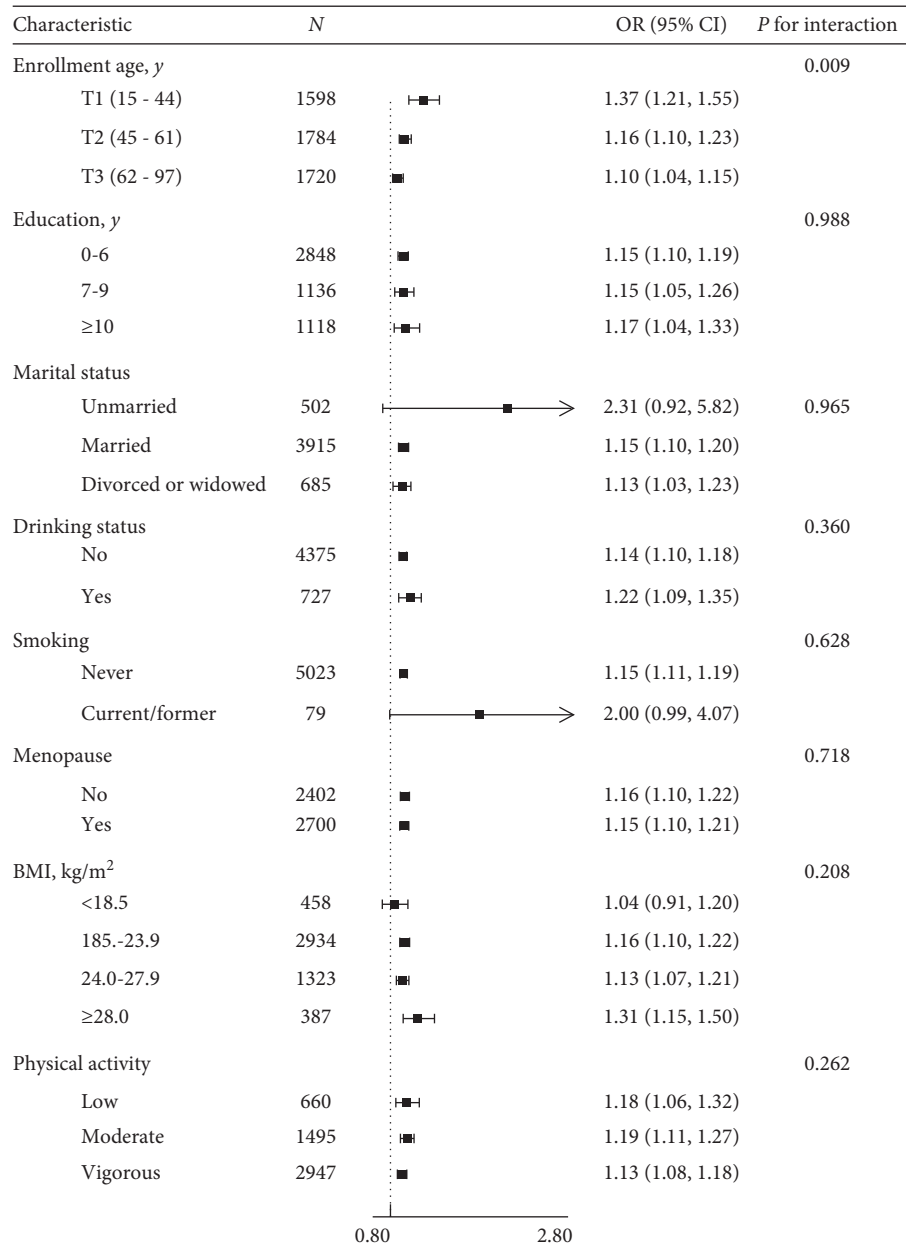 Characteristic N OR (95% CI) P for interaction
Enrollment age, y 0.009
T1 (15 - 44) 1598 1.37 (1.21, 1.55)
T2 (45 - 61) 1784 1.16 (1.10, 1.23)
T3 (62 - 97) 1720 1.10 (1.04, 1.15)
Education, y 0.988
0-6 2848 1.15 (1.10, 1.19)
7-9 1136 1.15 (1.05, 1.26)
≥10 1118 1.17 (1.04, 1.33)
Marital status
Unmarried 502 2.31 (0.92, 5.82) 0.965
Married 3915 1.15 (1.10, 1.20)
Divorced or widowed 685 1.13 (1.03, 1.23)
Drinking status 0.360
No 4375 1.14 (1.10, 1.18)
Yes 727 1.22 (1.09, 1.35)
Smoking 0.628
Never 5023 1.15 (1.11, 1.19)
Current/former 79 2.00 (0.99, 4.07)
Menopause 0.718
No 2402 1.16 (1.10, 1.22)
Yes 2700 1.15 (1.10, 1.21)
BMI, kg/m² 0.208
<18.5 458 1.04 (0.91, 1.20)
185.-23.9 2934 1.16 (1.10, 1.22)
24.0-27.9 1323 1.13 (1.07, 1.21)
≥28.0 387 1.31 (1.15, 1.50)
Physical activity 0.262
Low 660 1.18 (1.06, 1.32)
Moderate 1495 1.19 (1.11, 1.27)
Vigorous 2947 1.13 (1.08, 1.18)
0.80 2.80